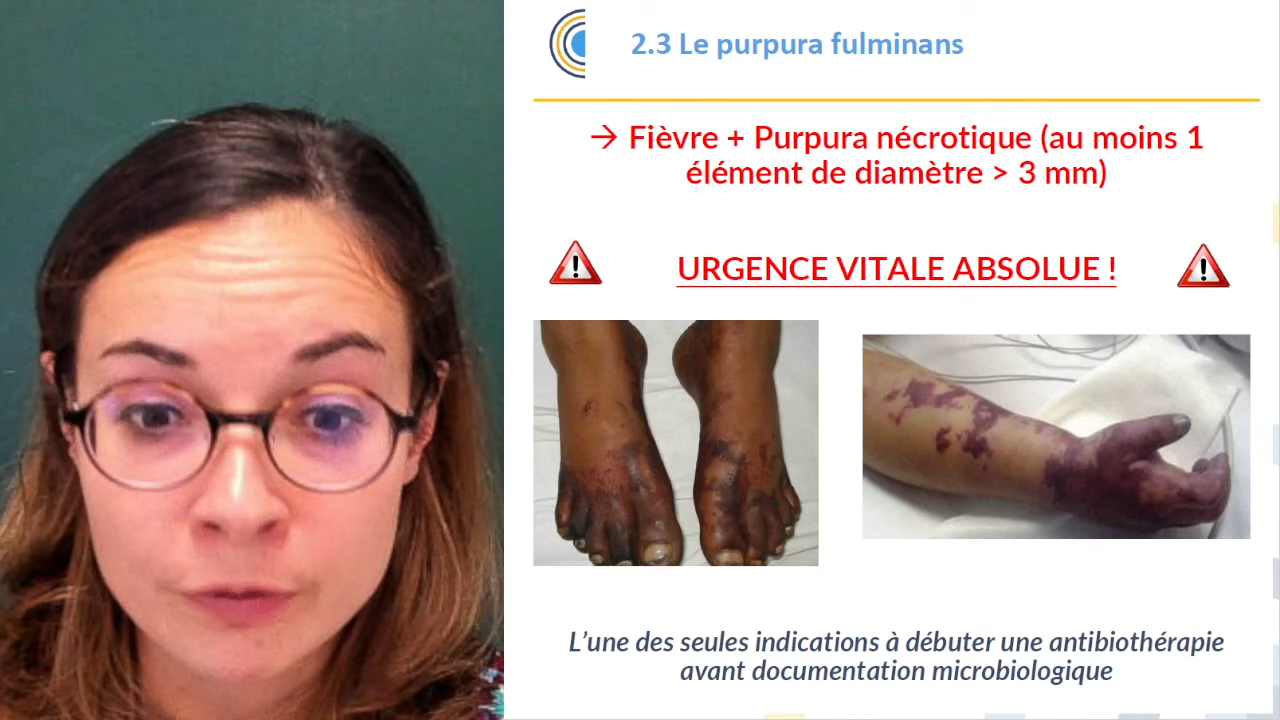 2.3 Le purpura fulminans
→ Fièvre + Purpura nécrotique (au moins 1
élément de diamètre > 3 mm)
URGENCE VITALE ABSOLUE !
L’une des seules indications à débuter une antibiothérapie
avant documentation microbiologique